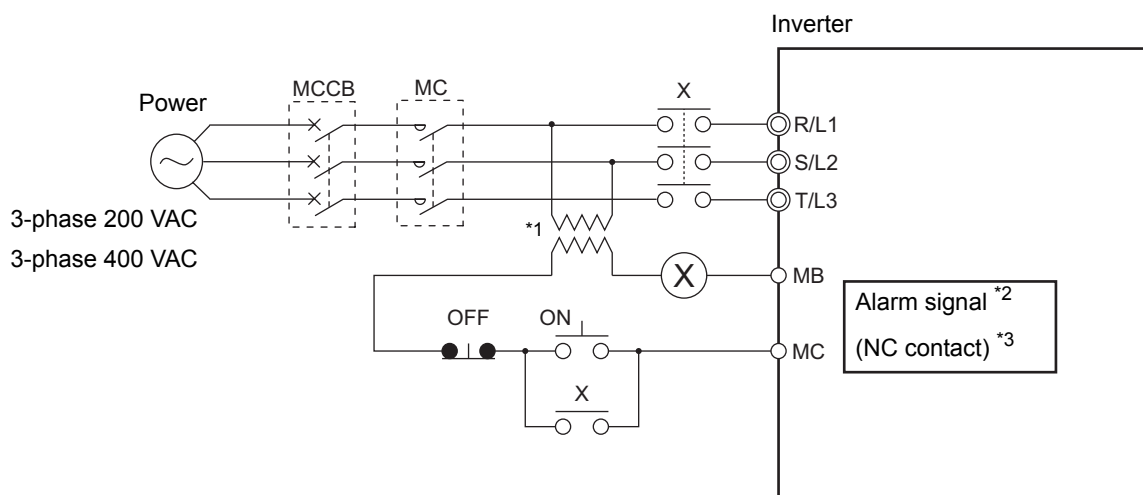 Inverter
MCCB
MC
X
Power
R/L1
S/L2
T/L3
3-phase 200 VAC
3-phase 400 VAC
*1
X
MB
Alarm signal *2
(NC contact) *3
OFF
ON
MC
X